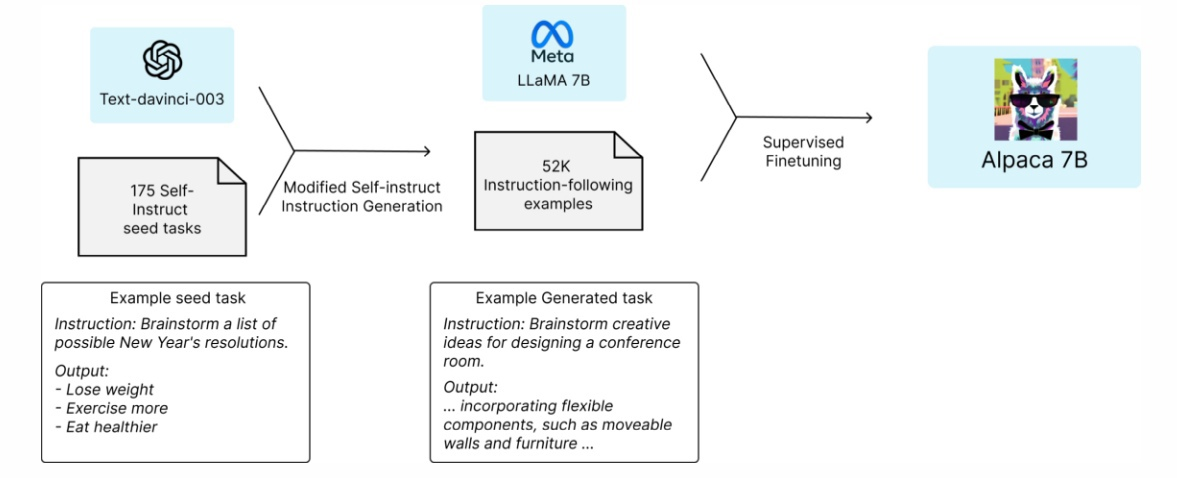 Text-davinci-003
175 Self-
Instruct
seed tasks
Modified Self-instruct
Instruction Generation
Meta
LLaMA 7B
52K
Instruction-following
examples
Supervised
Finetuning
Alpaca 7B
Example seed task
Instruction: Brainstorm a list of
possible New Year's resolutions.
Output:
- Lose weight
- Exercise more
- Eat healthier
Example Generated task
Instruction: Brainstorm creative
ideas for designing a conference
room.
Output:
... incorporating flexible
components, such as moveable
walls and furniture ...